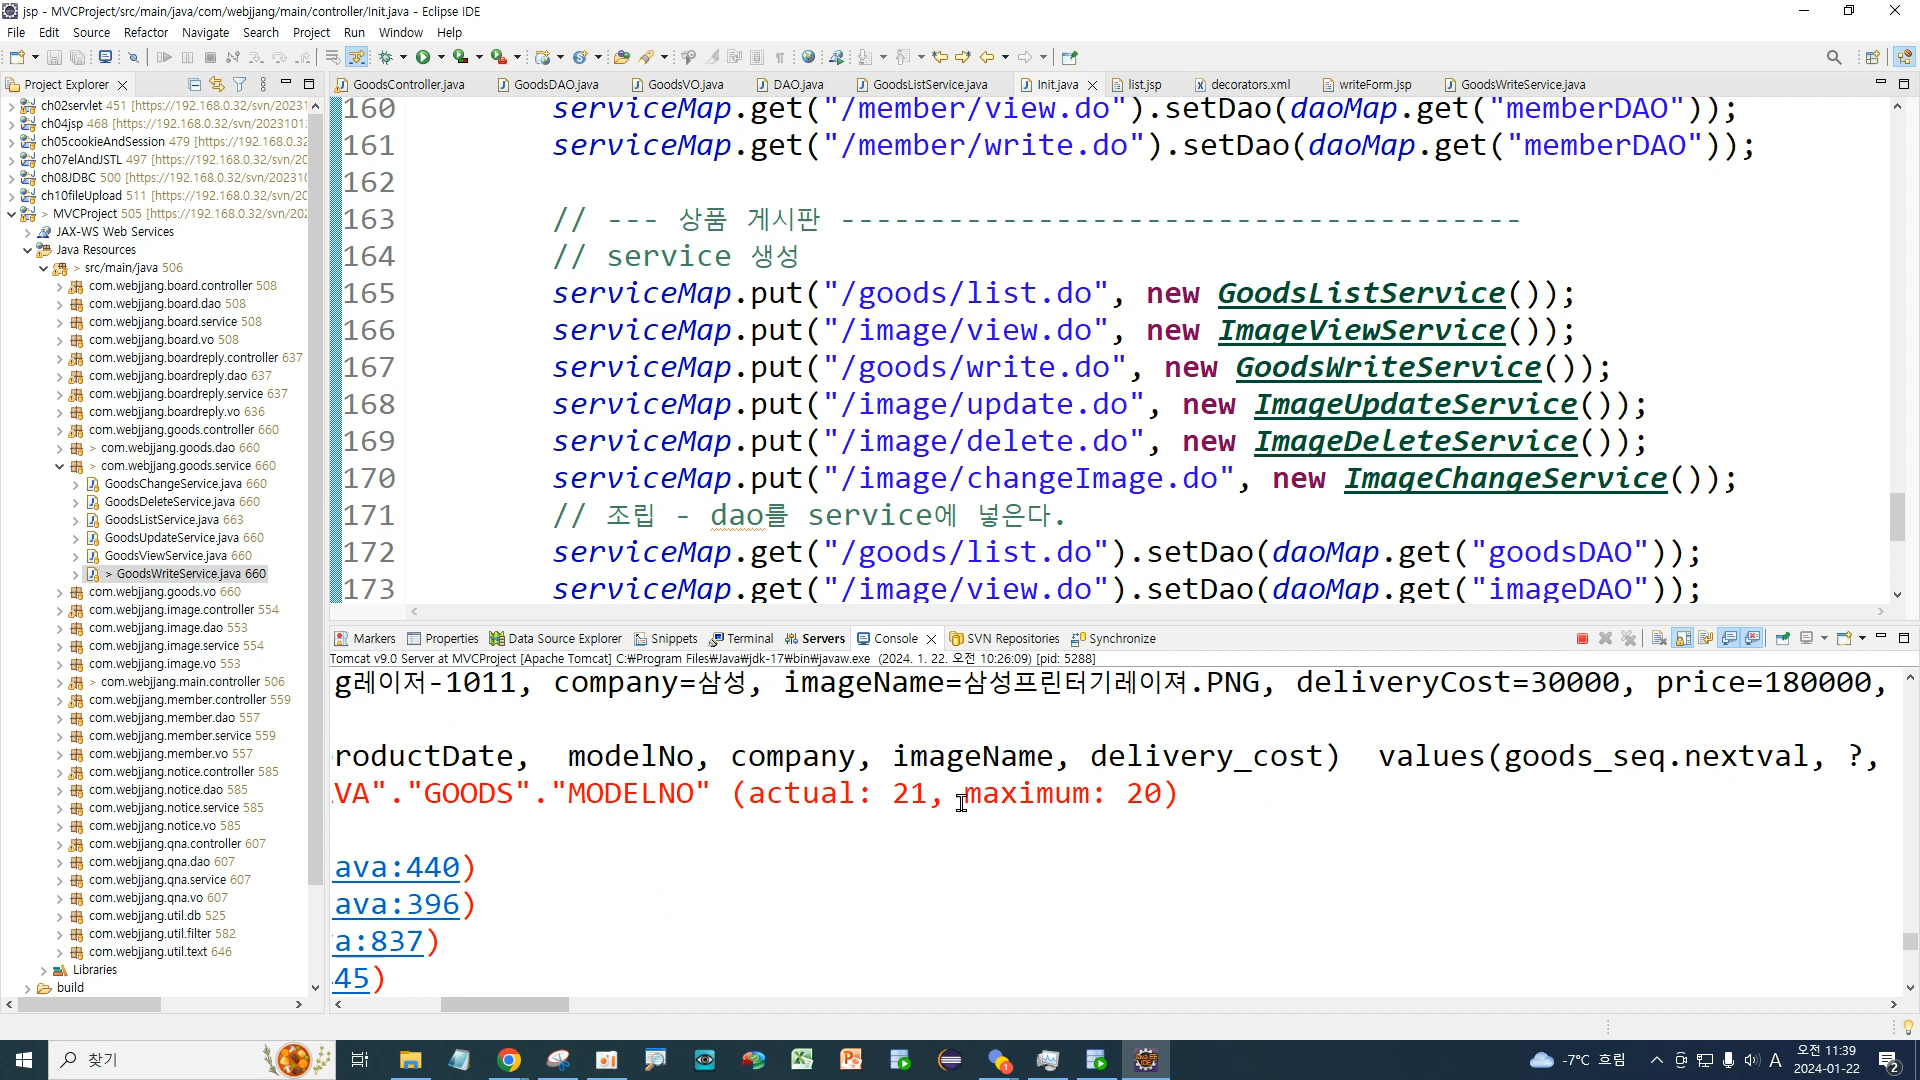 jsp - MVCProject/src/main/java/com/webjjang/main/controller/Init.java - Eclipse IDE
File Edit Source Refactor Navigate Search Project Run Window Help
Project Explorer
GoodsController.java GoodsDAO.java GoodsVO.java DAO.java GoodsListService.java Init.java list.jsp decorators.xml writeForm.jsp GoodsWriteService.java
ch02servlet 451 [https://192.168.0.32/svn/20231
ch04jsp 468 [https://192.168.0.32/svn/2023101
ch05cookieAndSession 479 [https://192.168.0.32
ch07elAndJSTL 497 [https://192.168.0.32/svn/20
ch08JDBC 500 [https://192.168.0.32/svn/202310
ch10fileUpload 511 [https://192.168.0.32/svn/20
> MVCProject 505 [https://192.168.0.32/svn/202
JAX-WS Web Services
Java Resources
> src/main/java 506
com.webjjang.board.controller 508
com.webjjang.board.dao 508
com.webjjang.board.service 508
com.webjjang.board.vo 508
com.webjjang.boardreply.controller 637
com.webjjang.boardreply.dao 637
com.webjjang.boardreply.service 637
com.webjjang.boardreply.vo 636
com.webjjang.goods.controller 660
> com.webjjang.goods.dao 660
> com.webjjang.goods.service 660
GoodsChangeService.java 660
GoodsDeleteService.java 660
GoodsListService.java 663
GoodsUpdateService.java 660
GoodsViewService.java 660
> GoodsWriteService.java 660
com.webjjang.goods.vo 660
com.webjjang.image.controller 554
com.webjjang.image.dao 553
com.webjjang.image.service 554
com.webjjang.image.vo 553
> com.webjjang.main.controller 506
com.webjjang.member.controller 559
com.webjjang.member.dao 557
com.webjjang.member.service 559
com.webjjang.member.vo 557
com.webjjang.notice.controller 585
com.webjjang.notice.dao 585
com.webjjang.notice.service 585
com.webjjang.notice.vo 585
com.webjjang.qna.controller 607
com.webjjang.qna.dao 607
com.webjjang.qna.service 607
com.webjjang.qna.vo 607
com.webjjang.util.db 525
com.webjjang.util.filter 582
com.webjjang.util.text 646
Libraries
build
160 serviceMap.get("/member/view.do").setDao(daoMap.get("memberDAO"));
161 serviceMap.get("/member/write.do").setDao(daoMap.get("memberDAO"));
162
163 // --- 상품 게시판 --------------------------------------
164 // service 생성
165 serviceMap.put("/goods/list.do", new GoodsListService());
166 serviceMap.put("/image/view.do", new ImageViewService());
167 serviceMap.put("/goods/write.do", new GoodsWriteService());
168 serviceMap.put("/image/update.do", new ImageUpdateService());
169 serviceMap.put("/image/delete.do", new ImageDeleteService());
170 serviceMap.put("/image/changeImage.do", new ImageChangeService());
171 // 조립 - dao를 service에 넣은다.
172 serviceMap.get("/goods/list.do").setDao(daoMap.get("goodsDAO"));
173 serviceMap.get("/image/view.do").setDao(daoMap.get("imageDAO"));
Markers Properties Data Source Explorer Snippets Terminal Servers Console SVN Repositories Synchronize
Tomcat v9.0 Server at MVCProject [Apache Tomcat] C:₩Program Files₩Java₩jdk-17₩bin₩javaw.exe (2024. 1. 22. 오전 10:26:09) [pid: 5288]
g레이저-1011, company=삼성, imageName=삼성프린터기레이져.PNG, deliveryCost=30000, price=180000,
roductDate, modelNo, company, imageName, delivery_cost) values(goods_seq.nextval, ?,
VA"."GOODS"."MODELNO" (actual: 21, maximum: 20)
ava:440)
ava:396)
a:837)
45)
찾기
-7°C 흐림
A
오전 11:39
2024-01-22
2